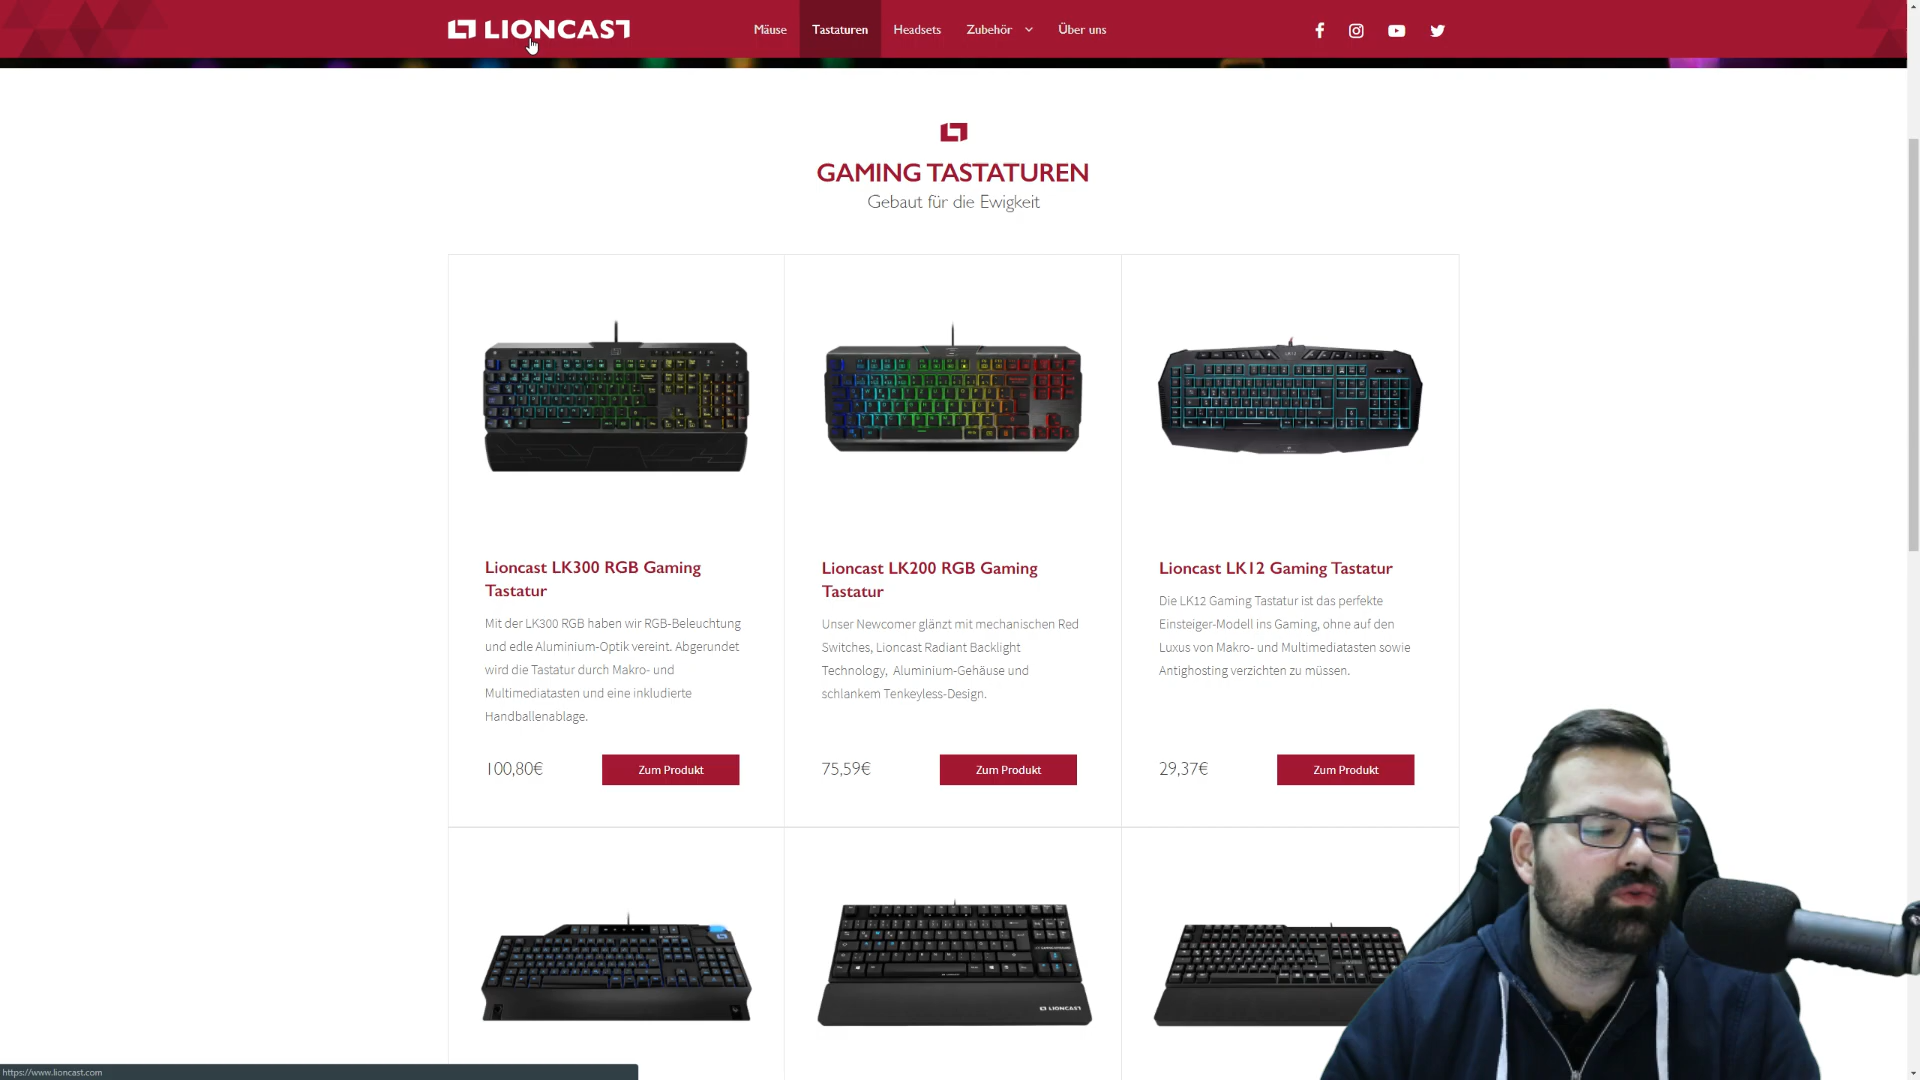 LIONCAST
Mäuse
Tastaturen
Headsets
Zubehör
Über uns
GAMING TASTATUREN
Gebaut für die Ewigkeit
Lioncast LK300 RGB Gaming
Tastatur
Mit der LK300 RGB haben wir RGB-Beleuchtung
und edle Aluminium-Optik vereint. Abgerundet
wird die Tastatur durch Makro- und
Multimediatasten und eine inkludierte
Handballenablage.
100,80€
Zum Produkt
Lioncast LK200 RGB Gaming
Tastatur
Unser Newcomer glänzt mit mechanischen Red
Switches, Lioncast Radiant Backlight
Technology, Aluminium-Gehäuse und
schlankem Tenkeyless-Design.
75,59€
Zum Produkt
Lioncast LK12 Gaming Tastatur
Die LK12 Gaming Tastatur ist das perfekte
Einsteiger-Modell ins Gaming, ohne auf den
Luxus von Makro- und Multimediatasten sowie
Antighosting verzichten zu müssen.
29,37€
Zum Produkt
LIONCAST
https://www.lioncast.com